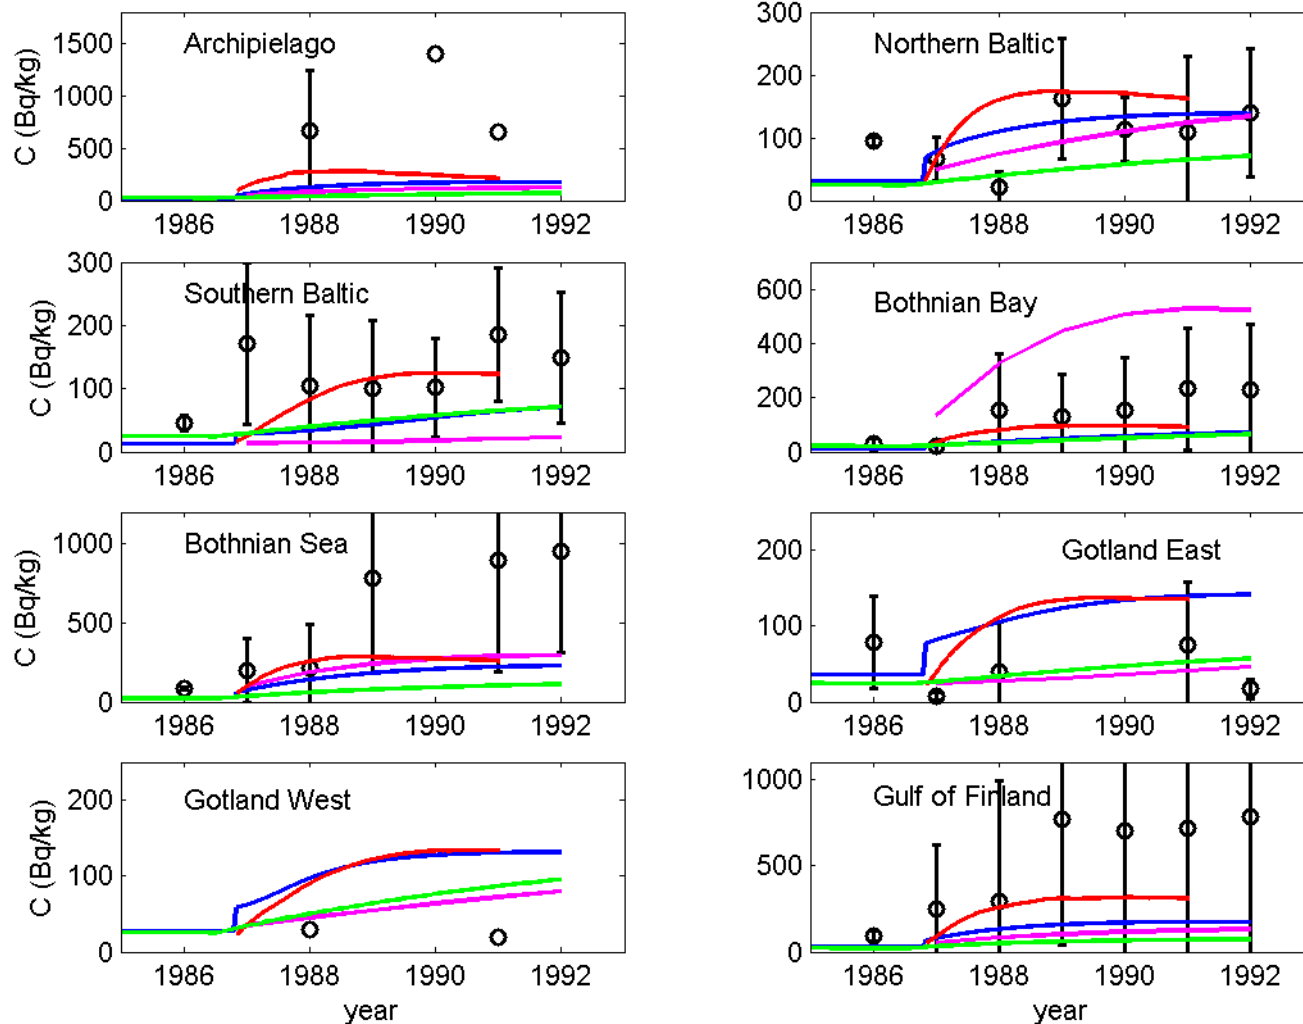 Archipielago
C (Bq/kg)
1500
1000
500
0
1986 1988 1990 1992
Northern Baltic
300
200
100
0
1986 1988 1990 1992
Southern Baltic
C (Bq/kg)
300
200
100
0
1986 1988 1990 1992
Bothnian Bay
600
400
200
0
1986 1988 1990 1992
Bothnian Sea
C (Bq/kg)
1000
500
0
1986 1988 1990 1992
Gotland East
200
100
0
1986 1988 1990 1992
Gotland West
C (Bq/kg)
200
100
0
1986 1988 1990 1992
year
Gulf of Finland
1000
500
0
1986 1988 1990 1992
year